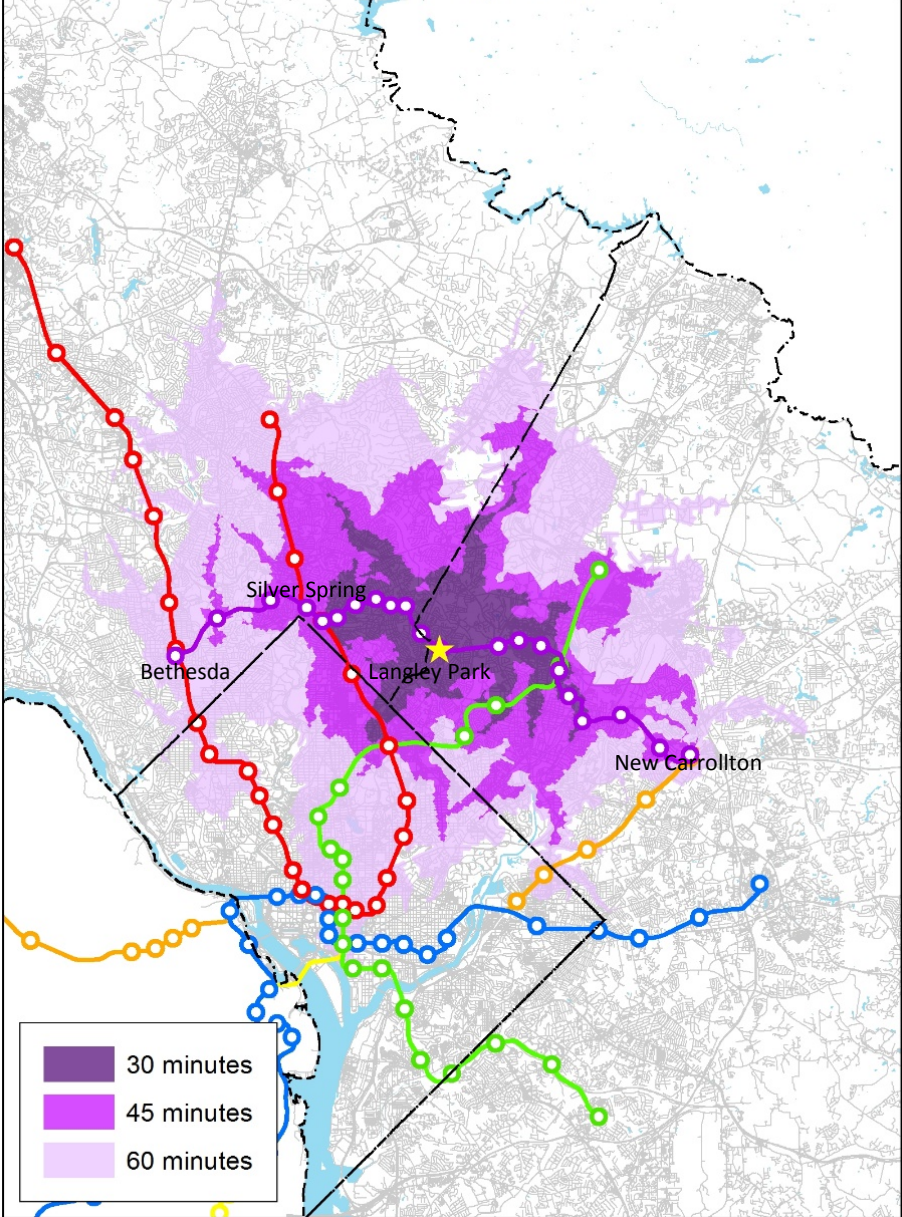 Silver Spring
Bethesda
Langley Park
New Carrollton
30 minutes
45 minutes
60 minutes